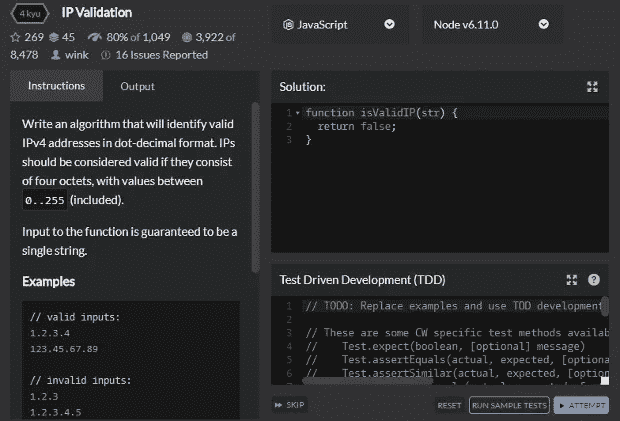 4 kyu
IP Validation
269 45 80% of 1,049 3,922 of
8,478 wink 16 Issues Reported
JavaScript
Node v6.11.0
Instructions
Output
Write an algorithm that will identify valid
IPv4 addresses in dot-decimal format. IPs
should be considered valid if they consist
of four octets, with values between
0..255 (included).
Input to the function is guaranteed to be a
single string.
Examples
// valid inputs:
1.2.3.4
123.45.67.89
// invalid inputs:
1.2.3
1.2.3.4.5
Solution:
1 function isValidIP(str) {
2 return false;
3 }
Test Driven Development (TDD)
1 // TODO: Replace examples and use TDD development
2
3 // These are some CW specific test methods availab
4 // Test.expect(boolean, [optional] message)
5 // Test.assertEquals(actual, expected, [optiona
6 // Test.assertSimilar(actual, expected, [option
SKIP
RESET
RUN SAMPLE TESTS
ATTEMPT